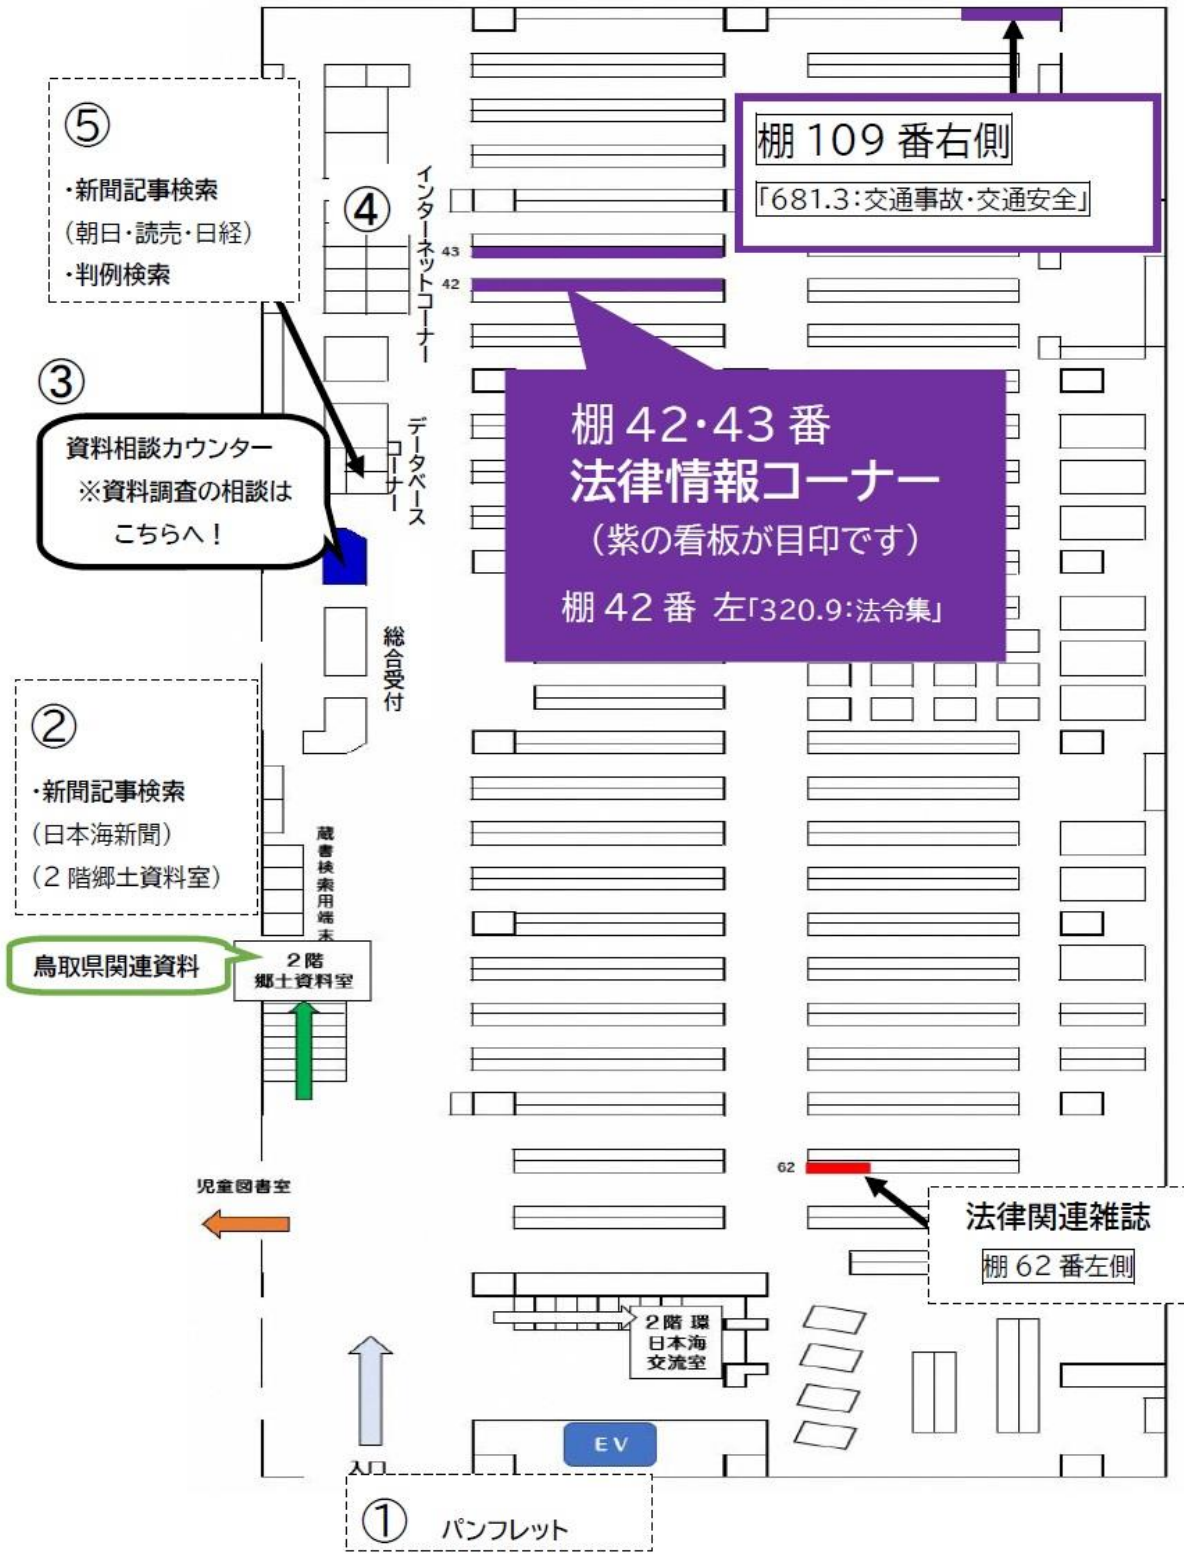 ⑤
・新聞記事検索
（朝日・読売・日経）
・判例検索
④
インターネットコーナー
棚 109 番右側
「681.3：交通事故・交通安全」
43
42
③
資料相談カウンター
※資料調査の相談は
こちらへ！
データベース
コーナー
棚 42・43 番
法律情報コーナー
（紫の看板が目印です）
棚 42 番 左「320.9：法令集」
総合受付
②
・新聞記事検索
（日本海新聞）
（2 階郷土資料室）
蔵書検索用端末
鳥取県関連資料
2階
郷土資料室
児童図書室
62
法律関連雑誌
棚 62 番左側
2階 環
日本海
交流室
EV
入口
① パンフレット